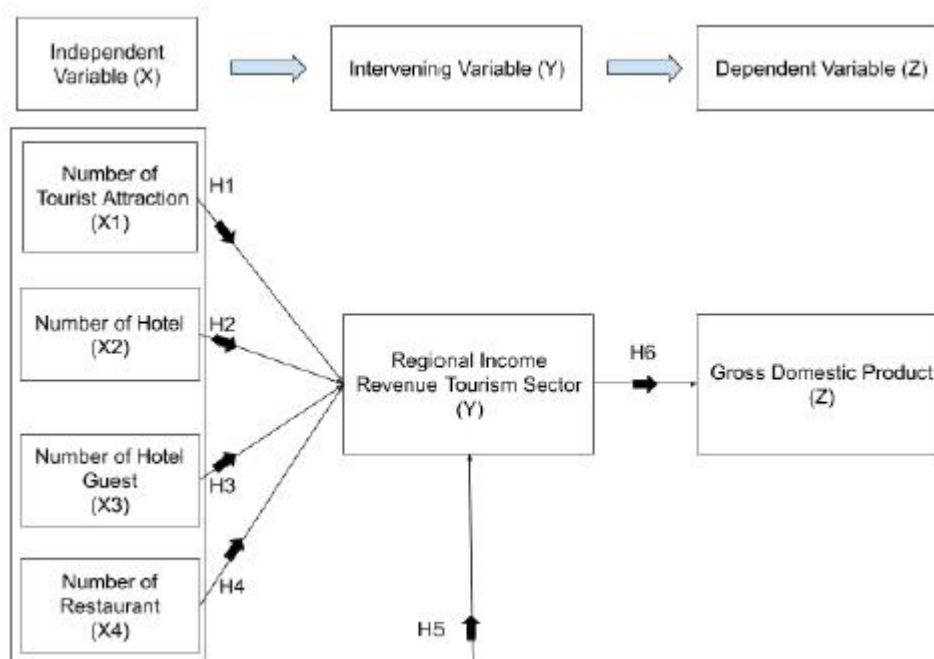 Independent
Variable (X)
Intervening Variable (Y)
Dependent Variable (Z)
Number of
Tourist Attraction
(X1)
H1
Number of Hotel
(X2)
H2
Number of Hotel
Guest
(X3)
H3
Number of
Restaurant
(X4)
H4
Regional Income
Revenue Tourism Sector
(Y)
H5
H6
Gross Domestic Product
(Z)